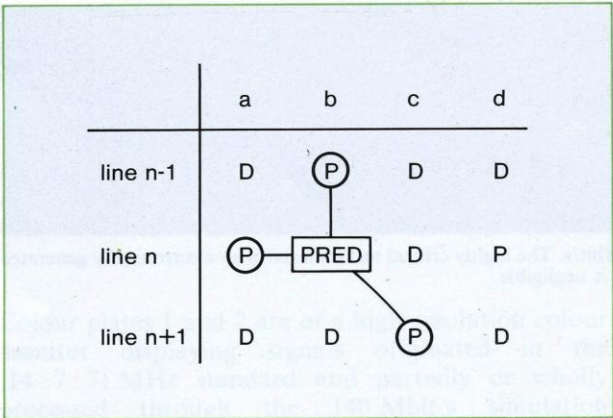 a b c d
line n-1 D P D D
line n P PRED D P
line n+1 D D P D